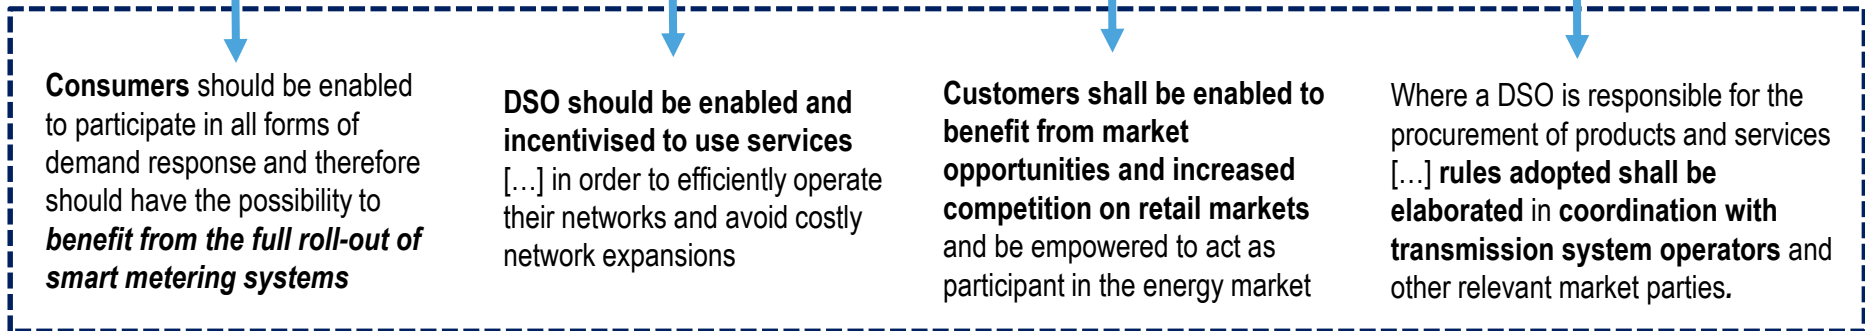 Consumers should be enabled
to participate in all forms of
demand response and therefore
should have the possibility to
benefit from the full roll-out of
smart metering systems
DSO should be enabled and
incentivised to use services
[…] in order to efficiently operate
their networks and avoid costly
network expansions
Customers shall be enabled to
benefit from market
opportunities and increased
competition on retail markets
and be empowered to act as
participant in the energy market
Where a DSO is responsible for the
procurement of products and services
[…] rules adopted shall be
elaborated in coordination with
transmission system operators and
other relevant market parties.